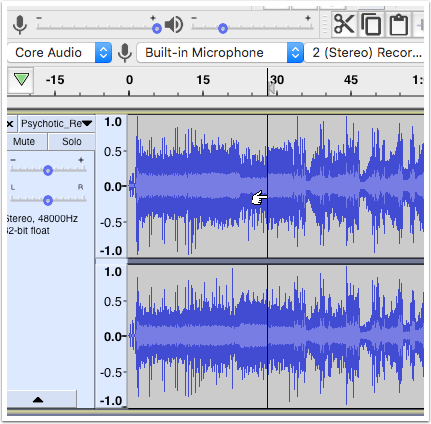 Core Audio
Built-in Microphone
2 (Stereo) Recor...
-15 0 15 30 45 1:
× Psychotic_Re▼
Mute Solo
- +
L R
Stereo, 48000Hz
32-bit float
1.0
0.5
0.0
-0.5
-1.0
1.0
0.5
0.0
-0.5
-1.0